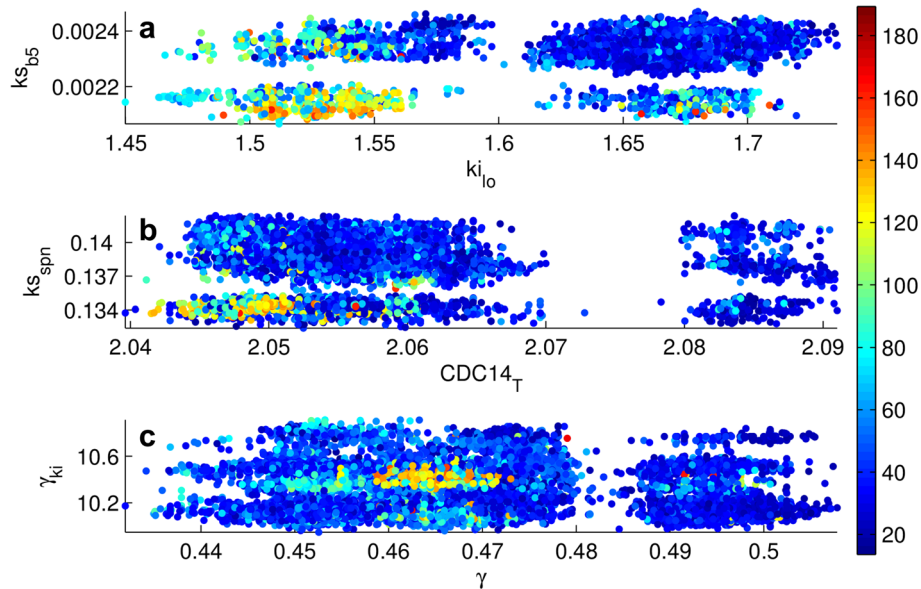 a
0.0024
0.0022
ks_b5
1.45 1.5 1.55 1.6 1.65 1.7
ki_lo
b
0.14
0.137
0.134
ks_spn
2.04 2.05 2.06 2.07 2.08 2.09
CDC14_T
c
10.6
10.2
γ_ki
0.44 0.45 0.46 0.47 0.48 0.49 0.5
γ
180
160
140
120
100
80
60
40
20